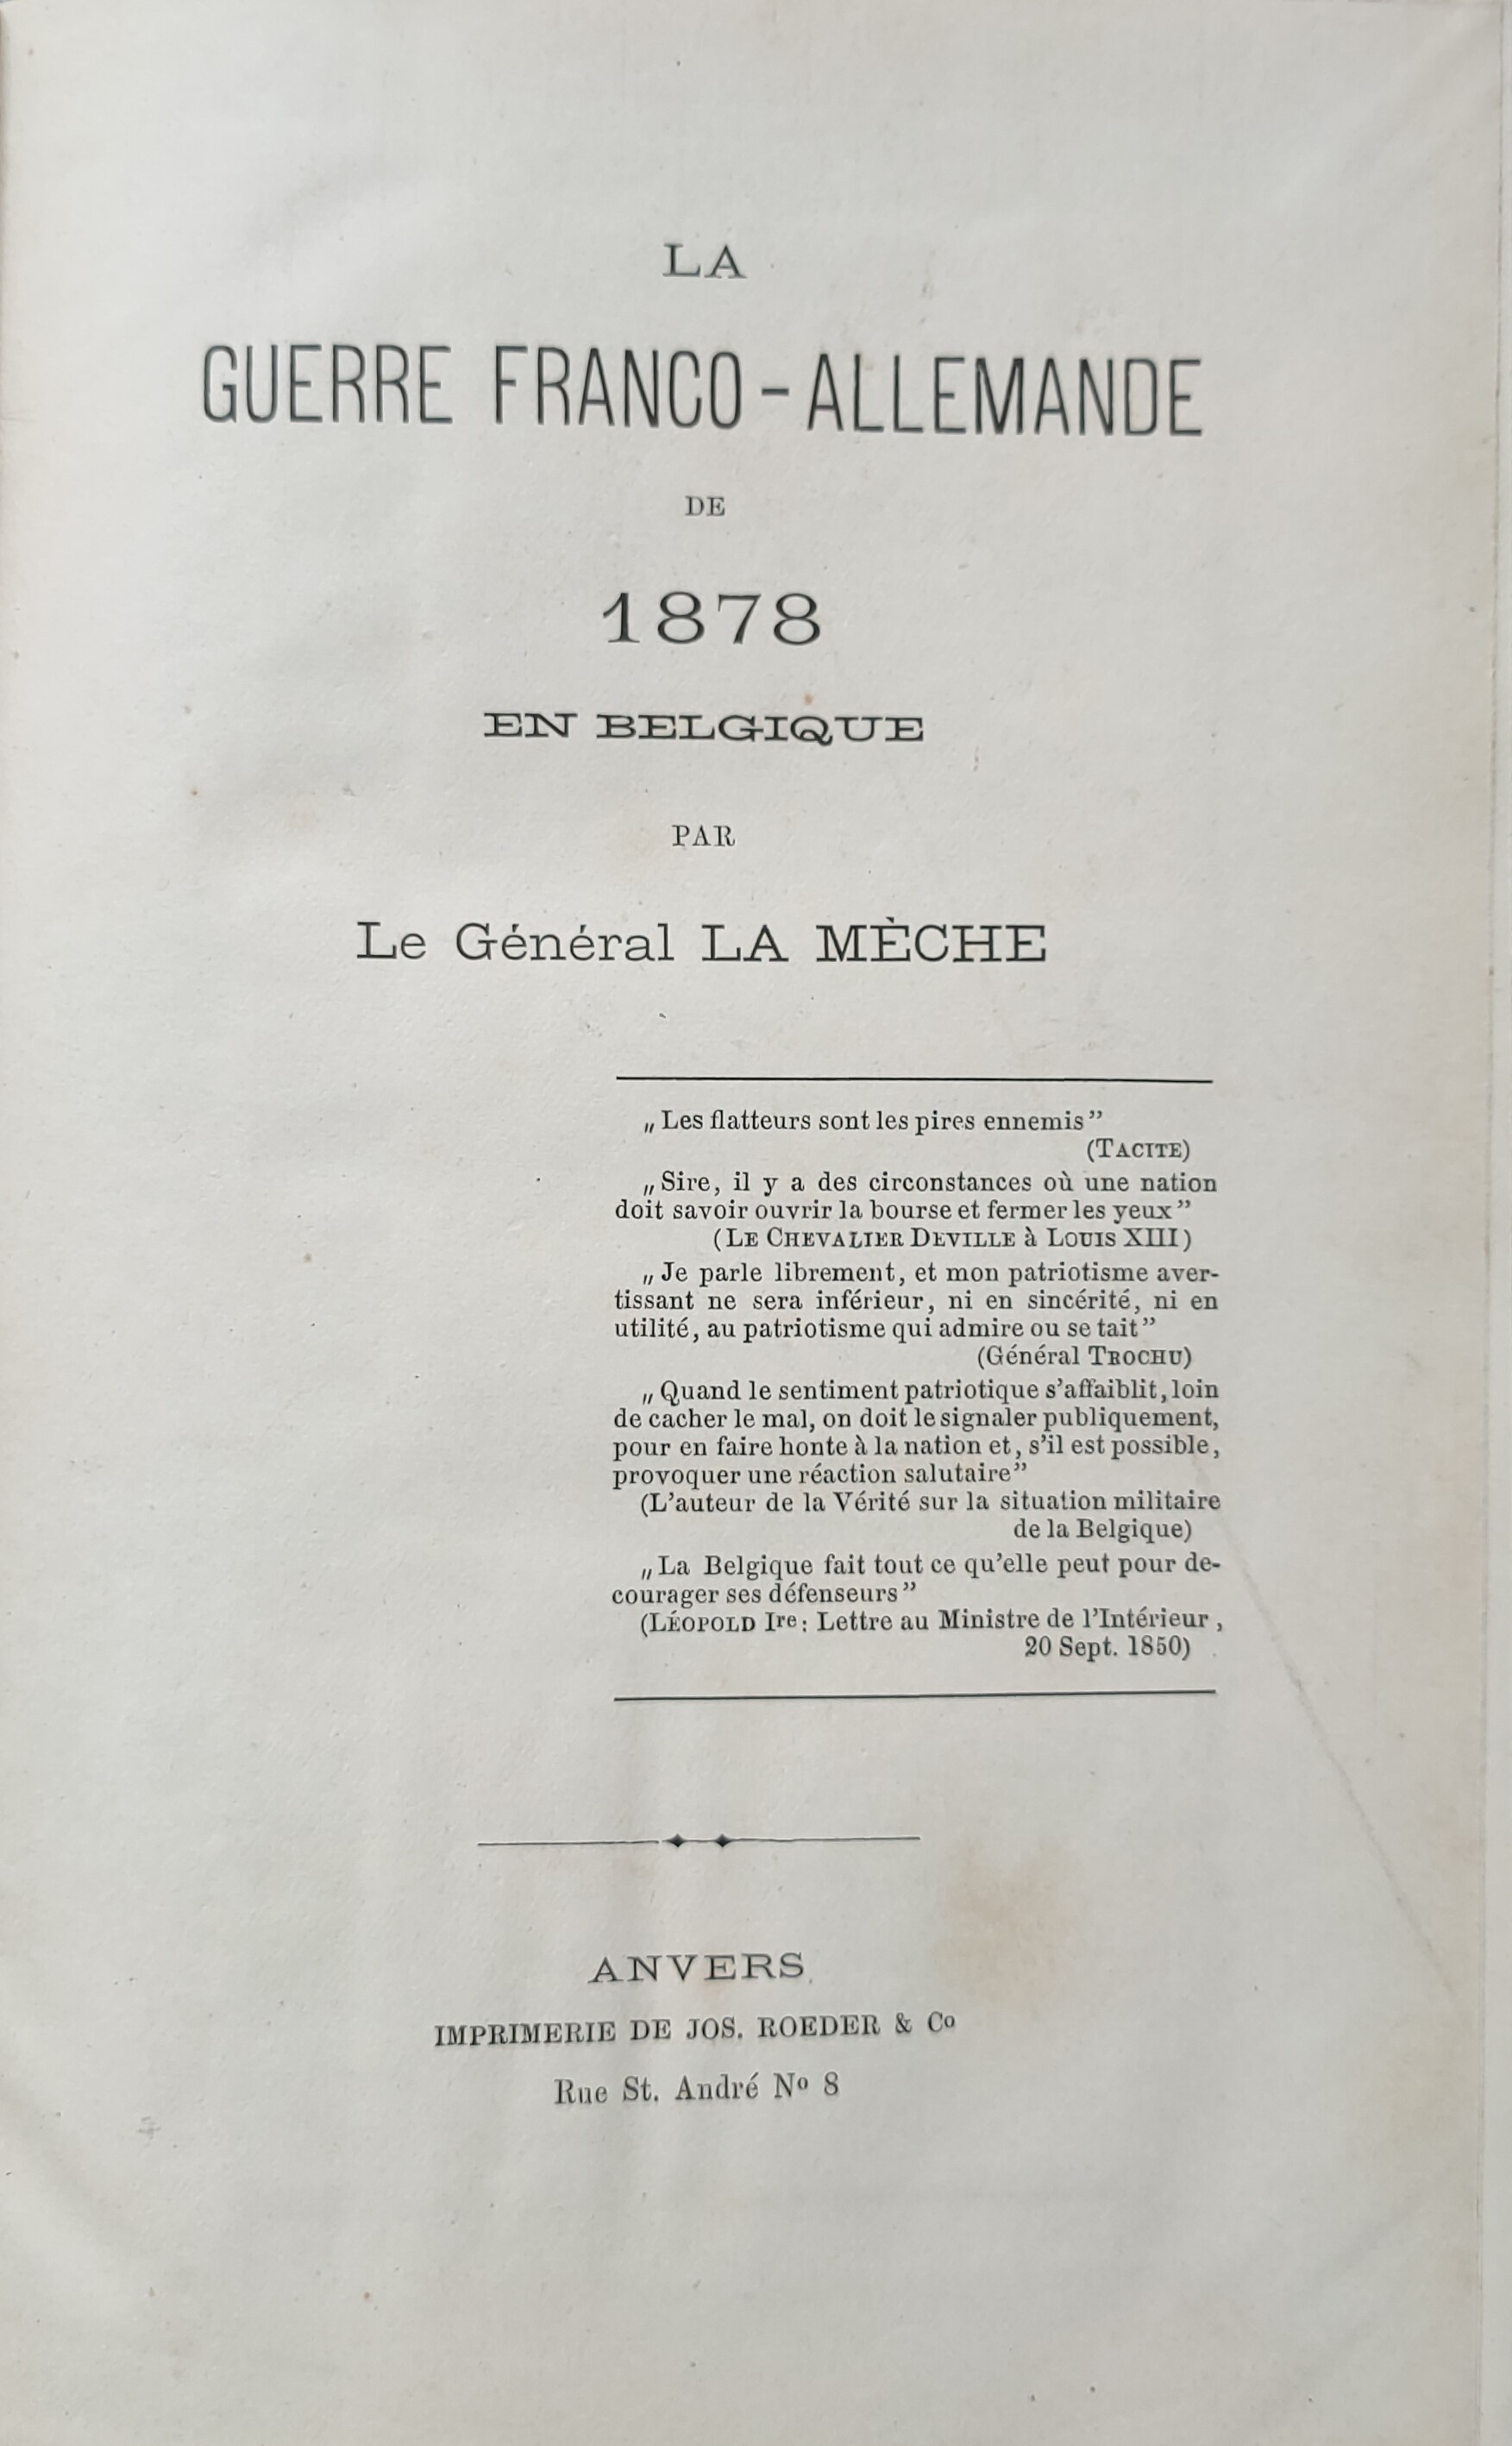 LA
GUERRE FRANCO-ALLEMANDE
DE
1878
EN BELGIQUE
PAR
Le Général LA MÈCHE
„Les flatteurs sont les pires ennemis”
(TACITE)
„Sire, il y a des circonstances où une nation
doit savoir ouvrir la bourse et fermer les yeux”
(LE CHEVALIER DEVILLE à LOUIS XIII)
„Je parle librement, et mon patriotisme aver-
tissant ne sera inférieur, ni en sincérité, ni en
utilité, au patriotisme qui admire ou se tait”
(Général TROCHU)
„Quand le sentiment patriotique s’affaiblit, loin
de cacher le mal, on doit le signaler publiquement,
pour en faire honte à la nation et, s’il est possible,
provoquer une réaction salutaire”
(L’auteur de la Vérité sur la situation militaire
de la Belgique)
„La Belgique fait tout ce qu’elle peut pour de-
courager ses défenseurs”
(LÉOPOLD Ire: Lettre au Ministre de l’Intérieur,
20 Sept. 1850)
ANVERS
IMPRIMERIE DE JOS. ROEDER & Co
Rue St. André No 8